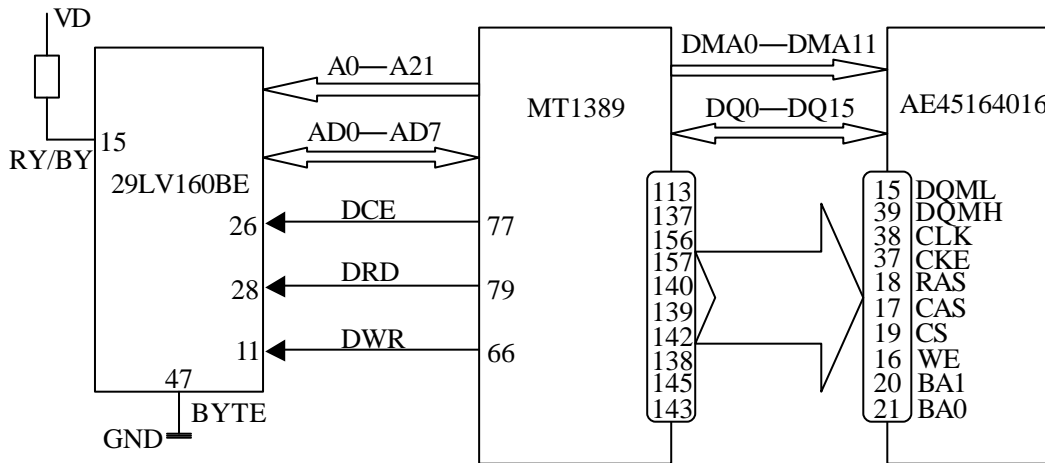 VD
15
RY/BY
29LV160BE
26
28
11
47
BYTE
GND
A0—A21
AD0—AD7
DCE
DRD
DWR
77
79
66
MT1389
113
137
156
157
140
139
142
138
145
143
DMA0—DMA11
DQ0—DQ15
AE45164016
15 DQML
39 DQMH
38 CLK
37 CKE
18 RAS
17 CAS
19 CS
16 WE
20 BA1
21 BA0